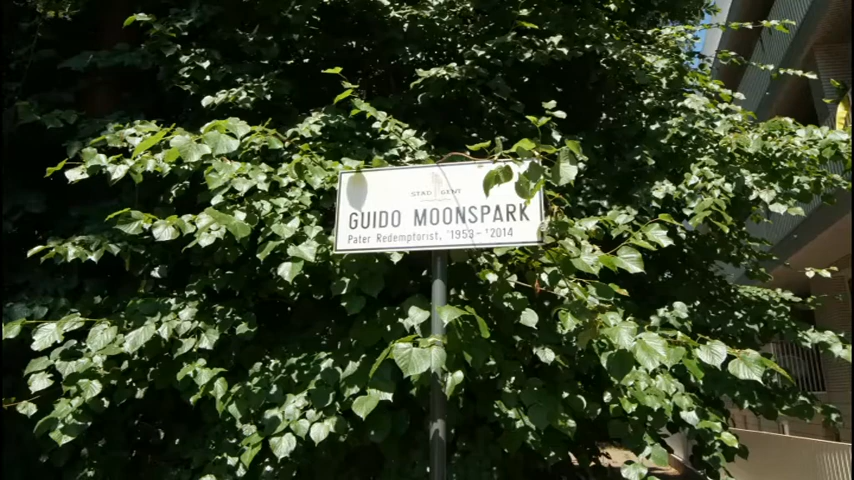 STAD GENT
GUIDO MOONSPARK
Pater Redemptorist, °1953 - †2014